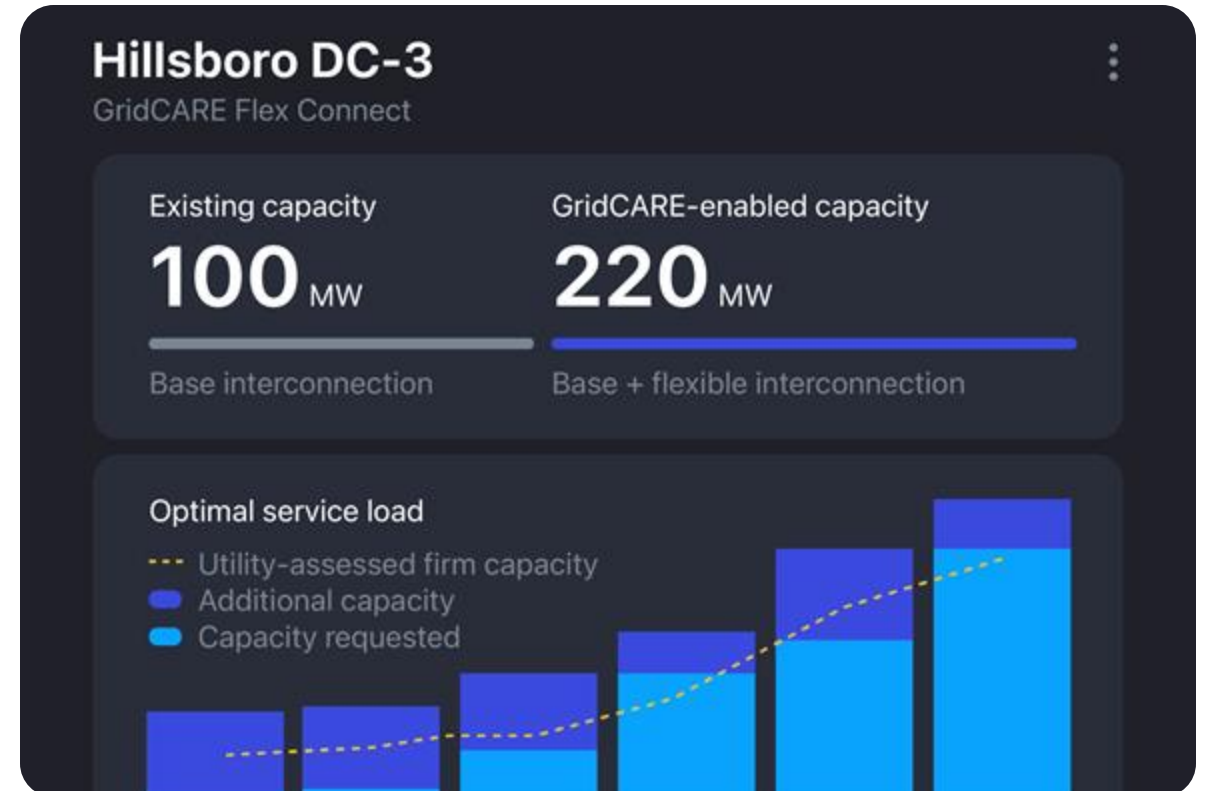 Hillsboro DC-3
GridCARE Flex Connect
Existing capacity
100 MW
Base interconnection
GridCARE-enabled capacity
220 MW
Base + flexible interconnection
Optimal service load
Utility-assessed firm capacity
Additional capacity
Capacity requested